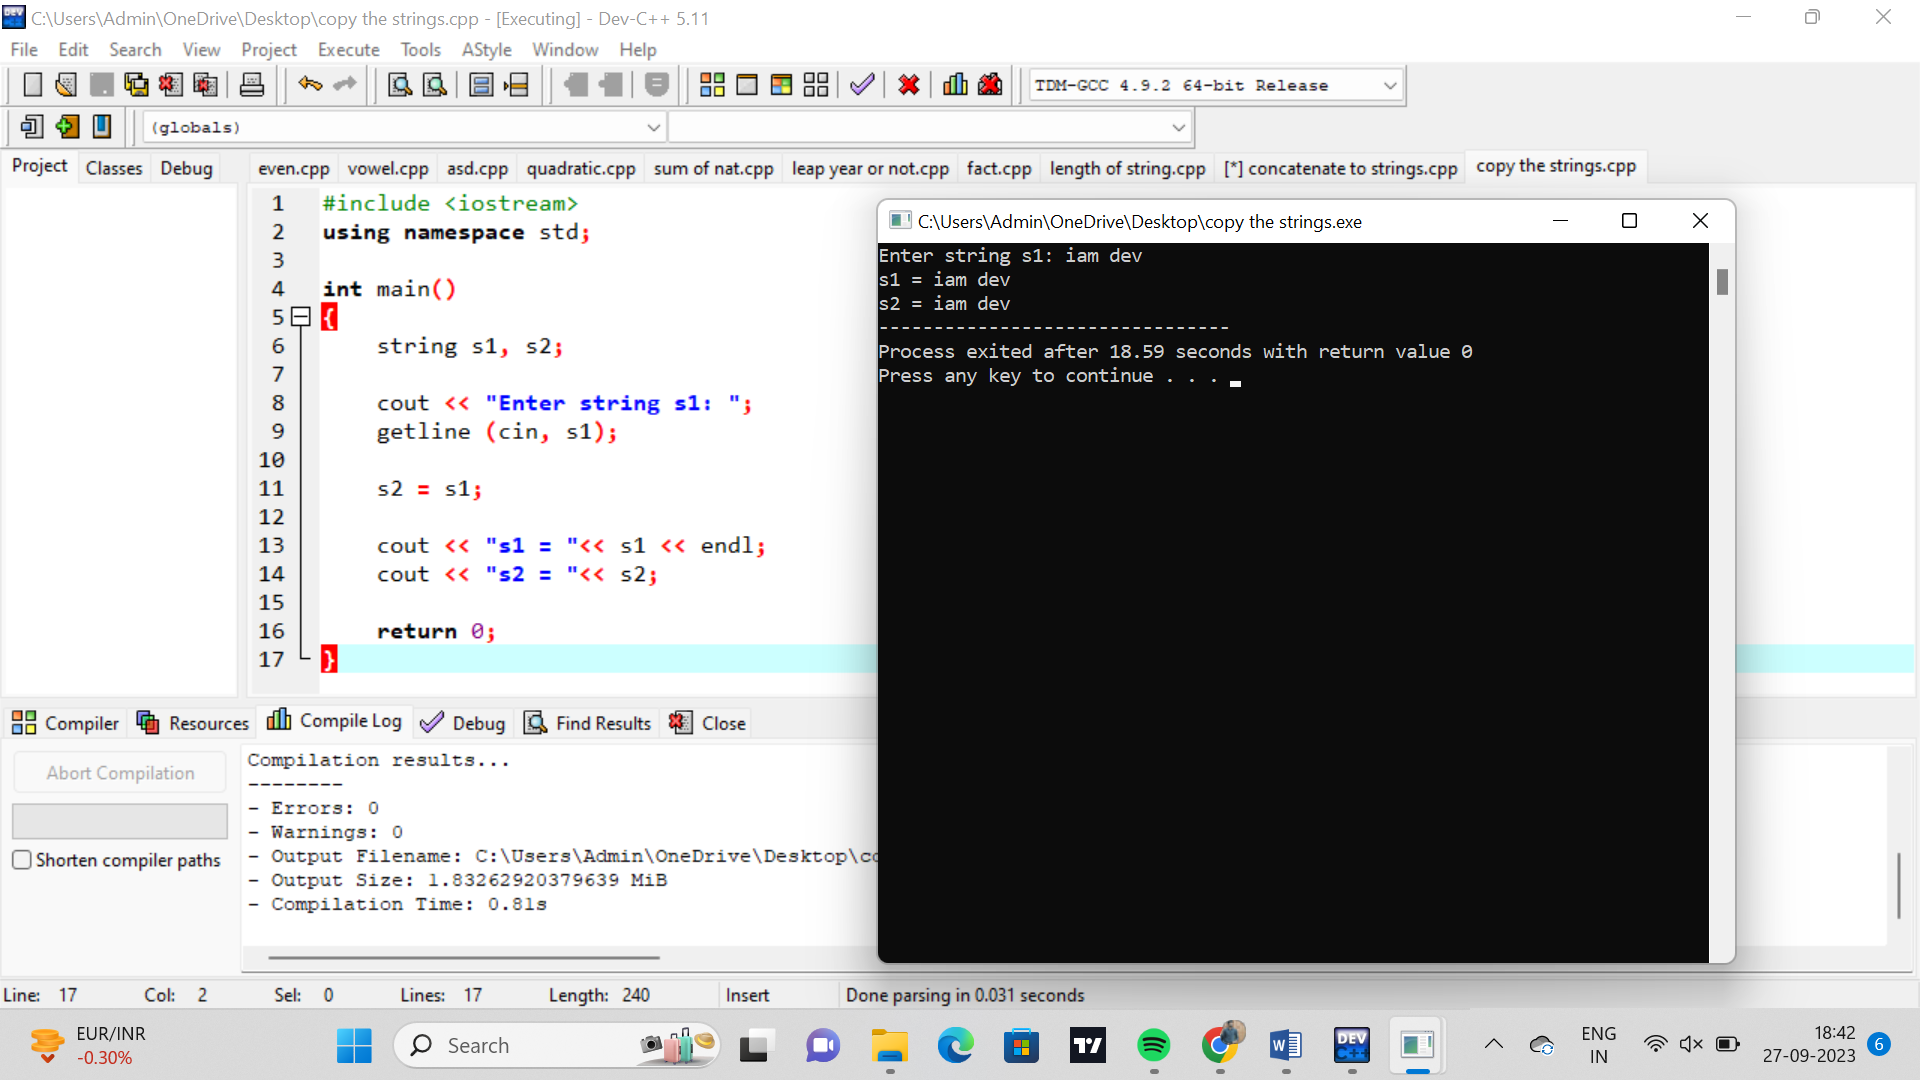 C:\Users\Admin\OneDrive\Desktop\copy the strings.cpp - [Executing] - Dev-C++ 5.11
File Edit Search View Project Execute Tools AStyle Window Help
TDM-GCC 4.9.2 64-bit Release
(globals)
Project Classes Debug
even.cpp vowel.cpp asd.cpp quadratic.cpp sum of nat.cpp leap year or not.cpp fact.cpp length of string.cpp [*] concatenate to strings.cpp copy the strings.cpp
1 #include <iostream>
2 using namespace std;
3
4 int main()
5 {
6 string s1, s2;
7
8 cout << "Enter string s1: ";
9 getline (cin, s1);
10
11 s2 = s1;
12
13 cout << "s1 = "<< s1 << endl;
14 cout << "s2 = "<< s2;
15
16 return 0;
17 }
C:\Users\Admin\OneDrive\Desktop\copy the strings.exe
Enter string s1: iam dev
s1 = iam dev
s2 = iam dev
--------------------------------
Process exited after 18.59 seconds with return value 0
Press any key to continue . . .
Compiler Resources Compile Log Debug Find Results Close
Abort Compilation
Shorten compiler paths
Compilation results...
--------
- Errors: 0
- Warnings: 0
- Output Filename: C:\Users\Admin\OneDrive\Desktop\co
- Output Size: 1.83262920379639 MiB
- Compilation Time: 0.81s
Line: 17 Col: 2 Sel: 0 Lines: 17 Length: 240 Insert Done parsing in 0.031 seconds
EUR/INR
-0.30%
Search
DEV
C++
ENG
IN
18:42
27-09-2023
6